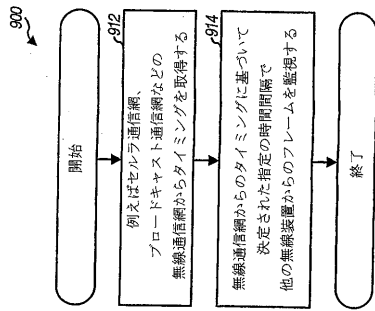 900
開始
912
例えばセルラ通信網、
ブロードキャスト通信網などの
無線通信網からタイミングを取得する
914
無線通信網からのタイミングに基づいて
決定された指定の時間間隔で
他の無線装置からのフレームを監視する
終了